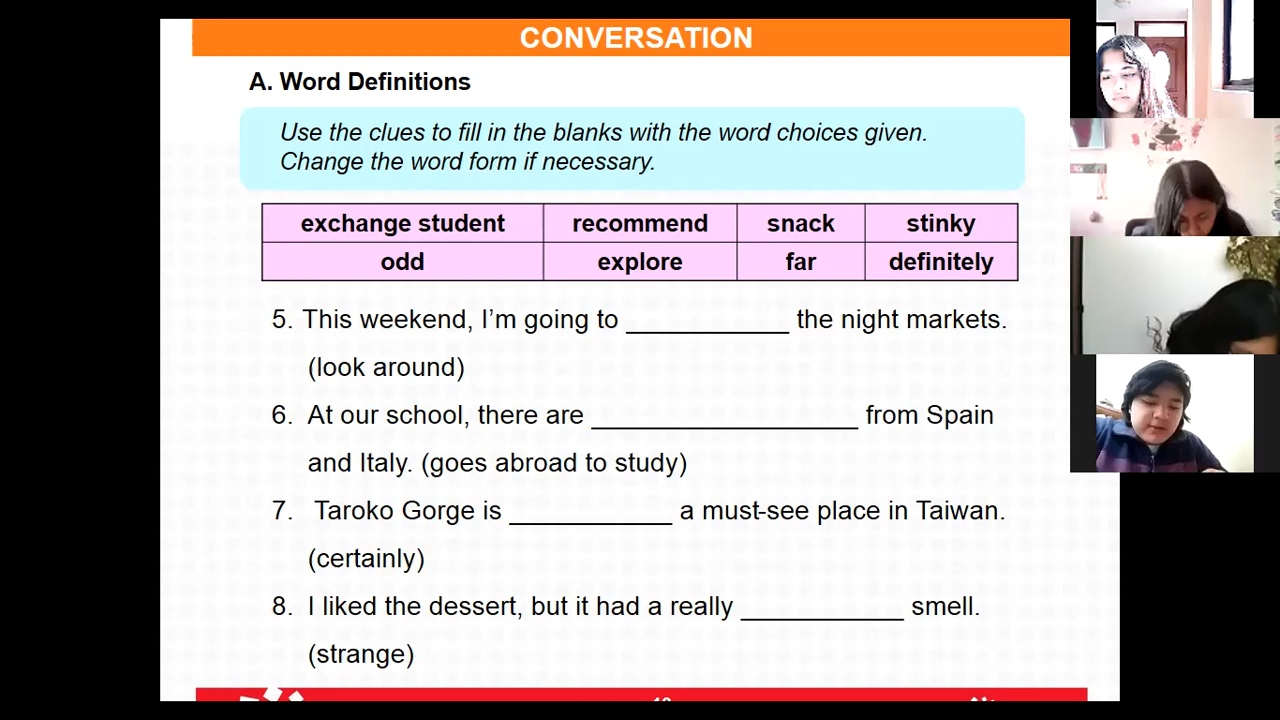 CONVERSATION
A. Word Definitions
Use the clues to fill in the blanks with the word choices given.
Change the word form if necessary.
exchange student recommend snack stinky
odd explore far definitely
5. This weekend, I'm going to ___________ the night markets.
(look around)
6. At our school, there are __________________ from Spain
and Italy. (goes abroad to study)
7. Taroko Gorge is ___________ a must-see place in Taiwan.
(certainly)
8. I liked the dessert, but it had a really ___________ smell.
(strange)